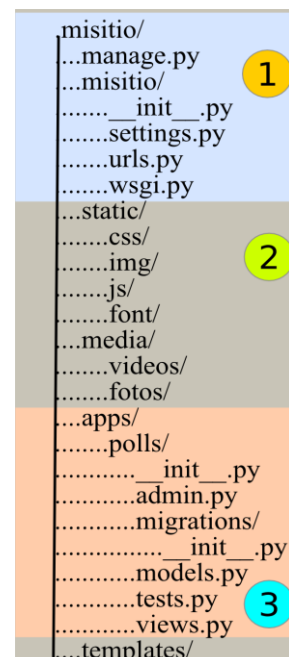 misitio/
....manage.py
....misitio/
........__init__.py
........settings.py
........urls.py
........wsgi.py
1
....static/
........css/
........img/
........js/
........font/
2
....media/
........videos/
........fotos/
....apps/
........polls/
............__init__.py
............admin.py
............migrations/
................__init__.py
............models.py
............tests.py
............views.py
3
....templates/